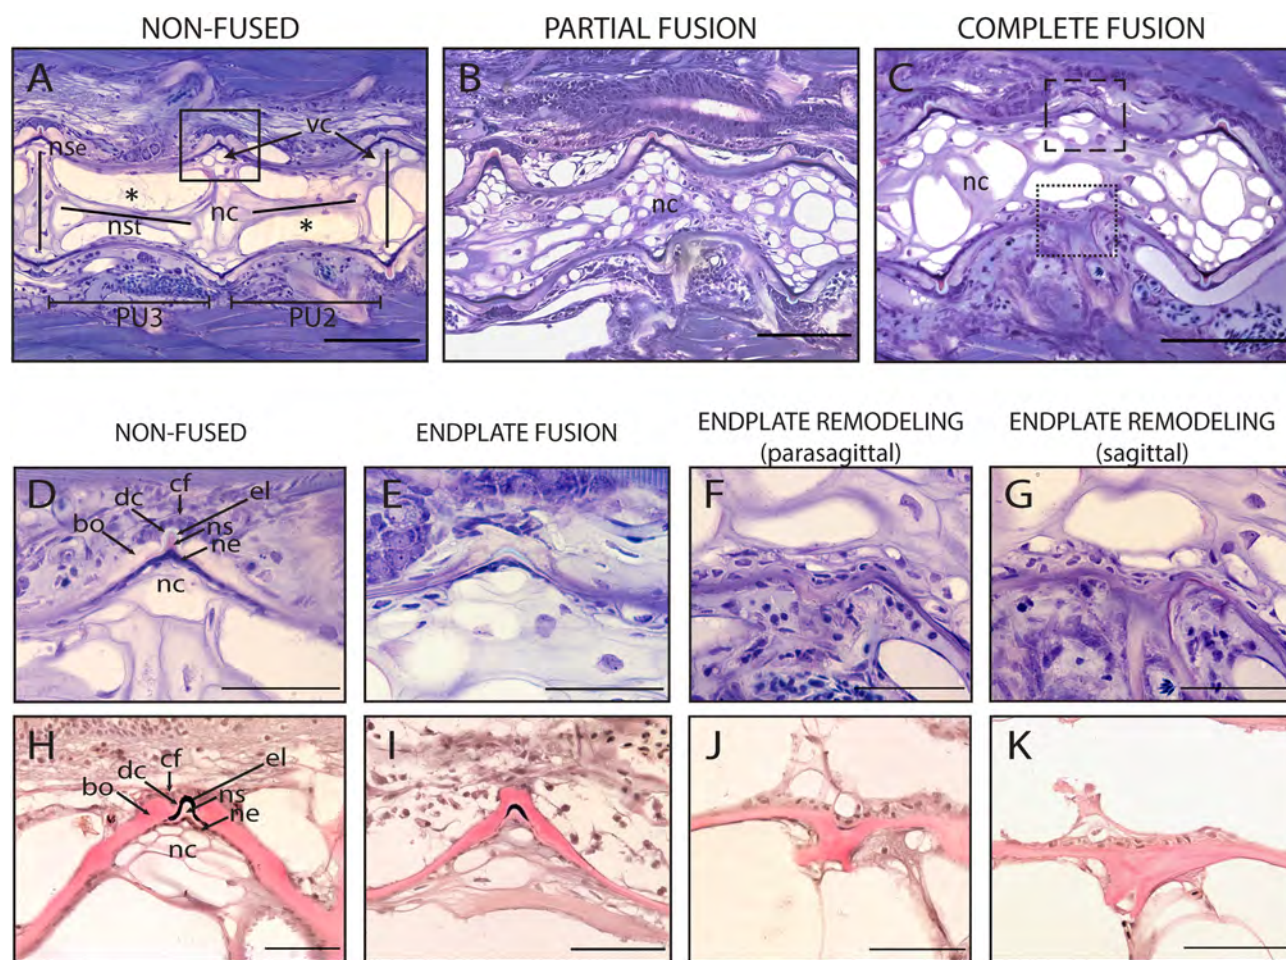 NON-FUSED
PARTIAL FUSION
COMPLETE FUSION
A
vc
nse
*
nc
nst
*
PU3
PU2
B
nc
C
nc
NON-FUSED
ENDPLATE FUSION
ENDPLATE REMODELING
(parasagittal)
ENDPLATE REMODELING
(sagittal)
D
cf
dc
el
bo
ns
ne
nc
E
F
G
H
cf
dc
el
bo
ns
ne
nc
I
J
K